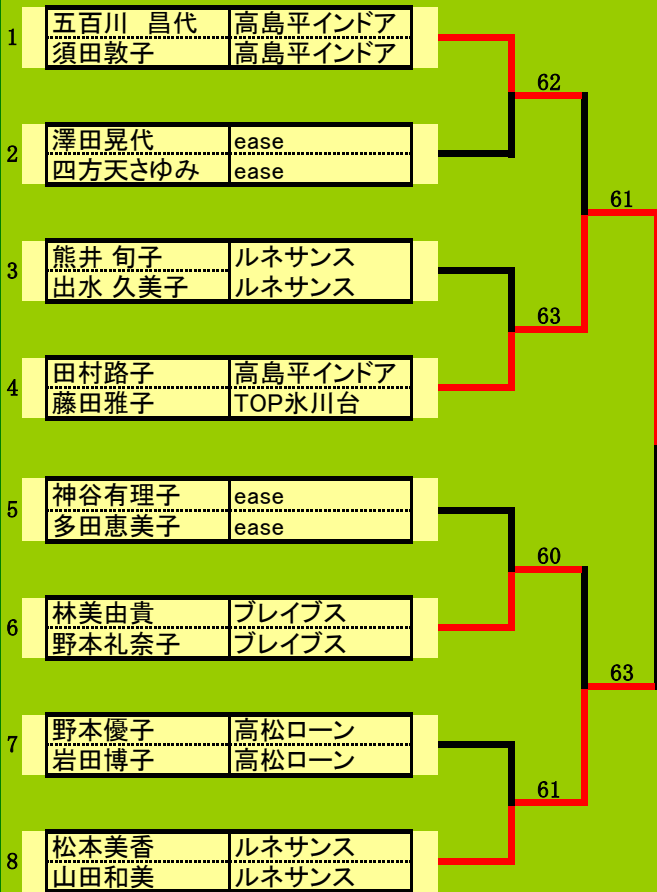 1
五百川 昌代 高島平インドア
須田敦子 高島平インドア
62
2
澤田晃代 ease
四方天さゆみ ease
61
3
熊井 旬子 ルネサンス
出水 久美子 ルネサンス
63
4
田村路子 高島平インドア
藤田雅子 TOP氷川台
5
神谷有理子 ease
多田恵美子 ease
60
6
林美由貴 ブレイブス
野本礼奈子 ブレイブス
63
7
野本優子 高松ローン
岩田博子 高松ローン
61
8
松本美香 ルネサンス
山田和美 ルネサンス